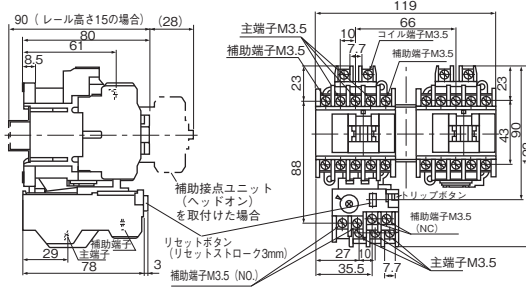 90 (レール高さ15の場合)
(28)
80
61
8.5
119
主端子M3.5
10
66
コイル端子M3.5
補助端子M3.5
7.7
補助端子M3.5
23
23
43
90
88
補助接点ユニット
(ヘッドオン)
を取付けた場合
トリップボタン
補助端子M3.5
(NC)
リセットボタン
(リセットストローク3mm)
補助端子
主端子
29
78
3
補助端子M3.5 (NO.)
27
10
7.7
35.5
主端子M3.5